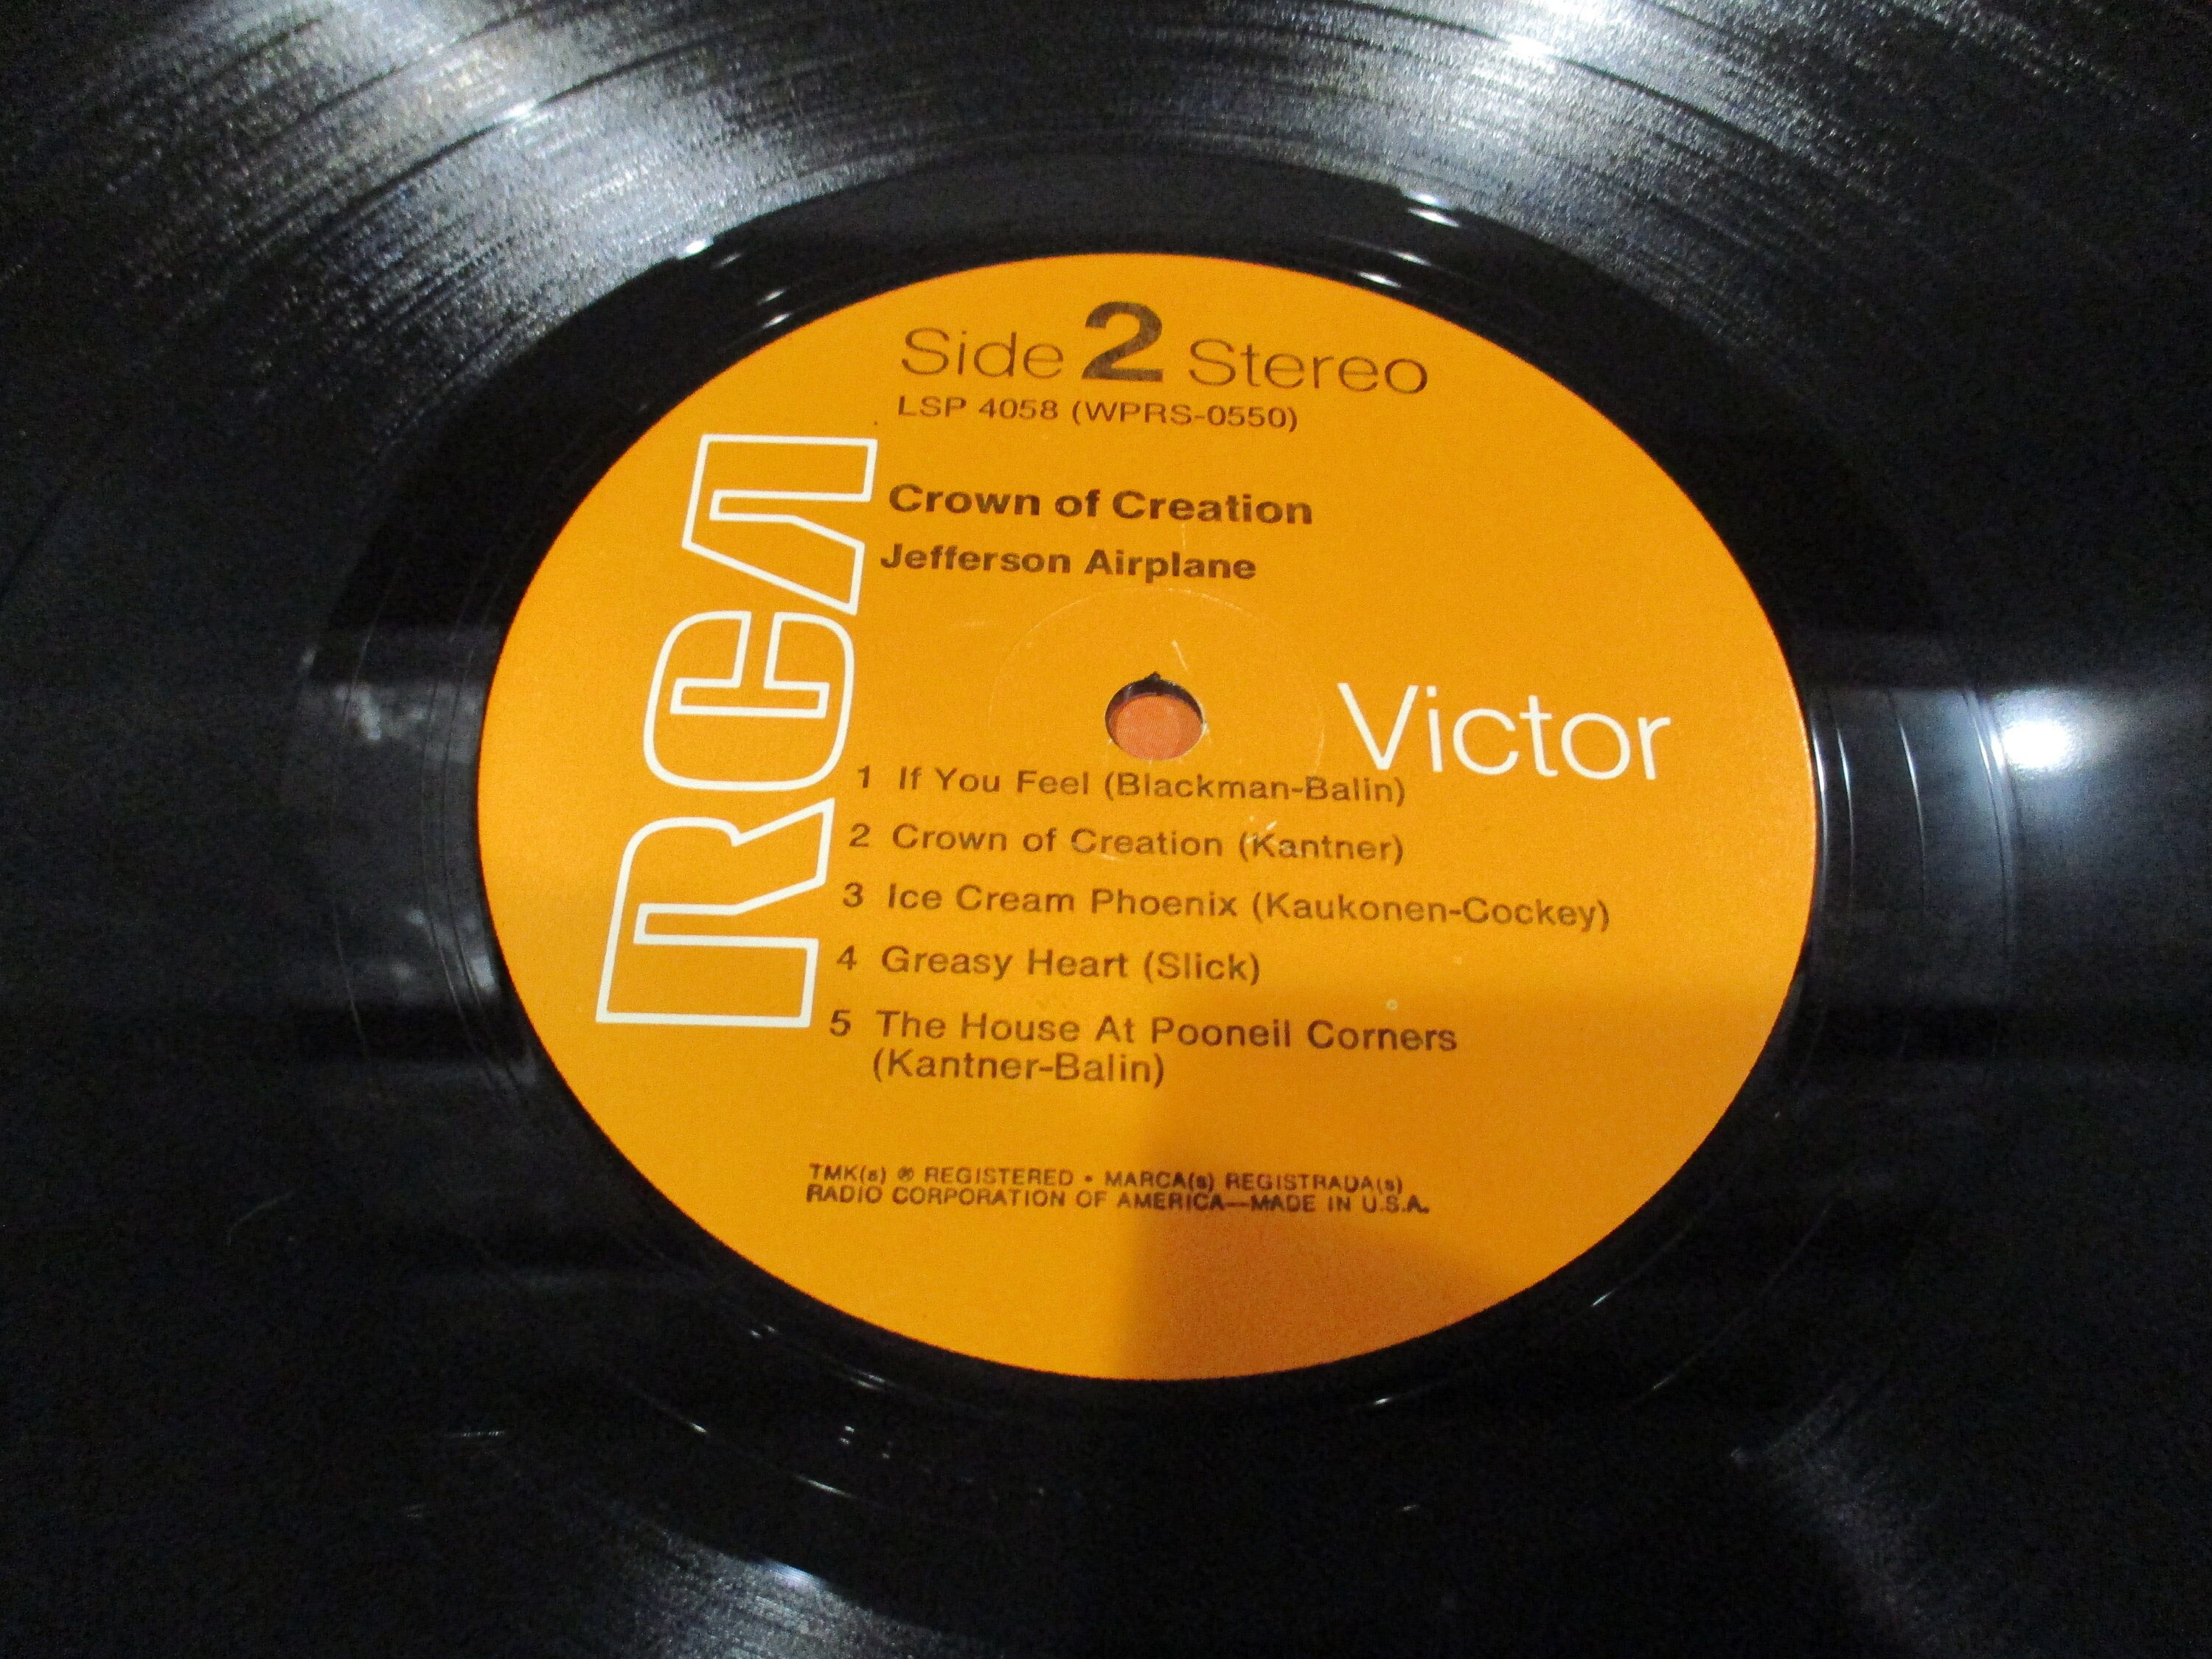 Side 2 Stereo
LSP 4058 (WPRS-0550)
RCA
Crown of Creation
Jefferson Airplane
Victor
1 If You Feel (Blackman-Balin)
2 Crown of Creation (Kantner)
3 Ice Cream Phoenix (Kaukonen-Cockey)
4 Greasy Heart (Slick)
5 The House At Pooneil Corners
(Kantner-Balin)
TMK(s) ® REGISTERED • MARCA(s) REGISTRADA(s)
RADIO CORPORATION OF AMERICA—MADE IN U.S.A.